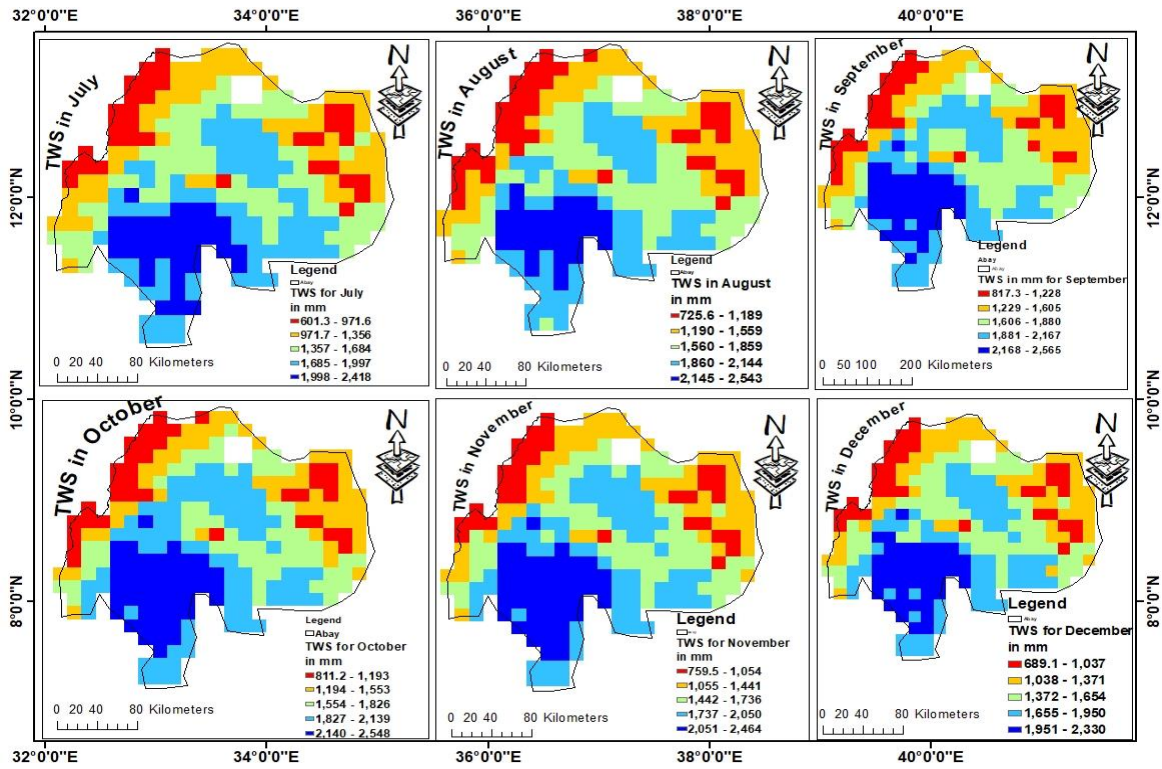 32°0'0"E 34°0'0"E 36°0'0"E 38°0'0"E 40°0'0"E
12°0'0"N
10°0'0"N
8°0'0"N
TWS in July
N
Legend
Abay
TWS for July
in mm
601.3 - 971.6
971.7 - 1,356
1,357 - 1,684
1,685 - 1,997
1,998 - 2,418
0 20 40 80 Kilometers
TWS in August
N
Legend
Abay
TWS in August
in mm
725.6 - 1,189
1,190 - 1,559
1,560 - 1,859
1,860 - 2,144
2,145 - 2,543
0 20 40 80 Kilometers
TWS in September
N
Legend
Abay
Abay
TWS in mm for September
817.3 - 1,228
1,229 - 1,605
1,606 - 1,880
1,881 - 2,167
2,168 - 2,565
0 50 100 200 Kilometers
12°0'0"N
10°0'0"N
8°0'0"N
TWS in October
N
Legend
Abay
TWS for October
in mm
811.2 - 1,193
1,194 - 1,553
1,554 - 1,826
1,827 - 2,139
2,140 - 2,548
0 20 40 80 Kilometers
TWS in November
N
Legend
TWS for November
in mm
759.5 - 1,054
1,055 - 1,441
1,442 - 1,736
1,737 - 2,050
2,051 - 2,464
0 20 40 80 Kilometers
TWS in December
N
Legend
Abay
TWS for December
in mm
689.1 - 1,037
1,038 - 1,371
1,372 - 1,654
1,655 - 1,950
1,951 - 2,330
0 20 40 80 Kilometers
32°0'0"E 34°0'0"E 36°0'0"E 38°0'0"E 40°0'0"E